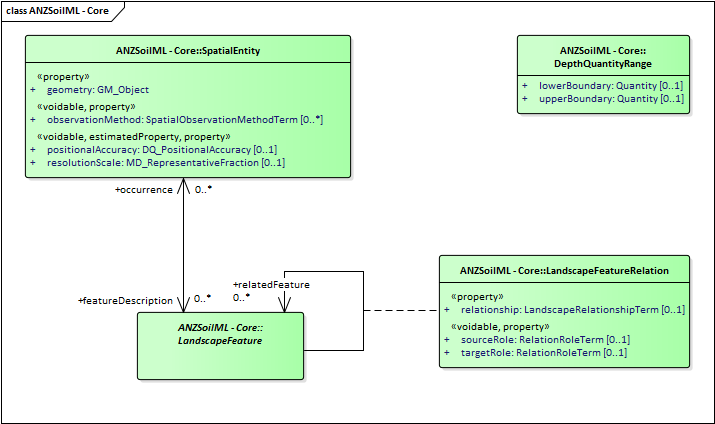 class ANZSoilML - Core
ANZSoilML - Core::SpatialEntity
«property»
+ geometry: GM_Object
«voidable, property»
+ observationMethod: SpatialObservationMethodTerm [0..*]
«voidable, estimatedProperty, property»
+ positionalAccuracy: DQ_PositionalAccuracy [0..1]
+ resolutionScale: MD_RepresentativeFraction [0..1]
ANZSoilML - Core::
DepthQuantityRange
+ lowerBoundary: Quantity [0..1]
+ upperBoundary: Quantity [0..1]
+occurrence 0..*
+featureDescription 0..*
+relatedFeature
0..*
ANZSoilML - Core::
LandscapeFeature
ANZSoilML - Core::LandscapeFeatureRelation
«property»
+ relationship: LandscapeRelationshipTerm [0..1]
«voidable, property»
+ sourceRole: RelationRoleTerm [0..1]
+ targetRole: RelationRoleTerm [0..1]